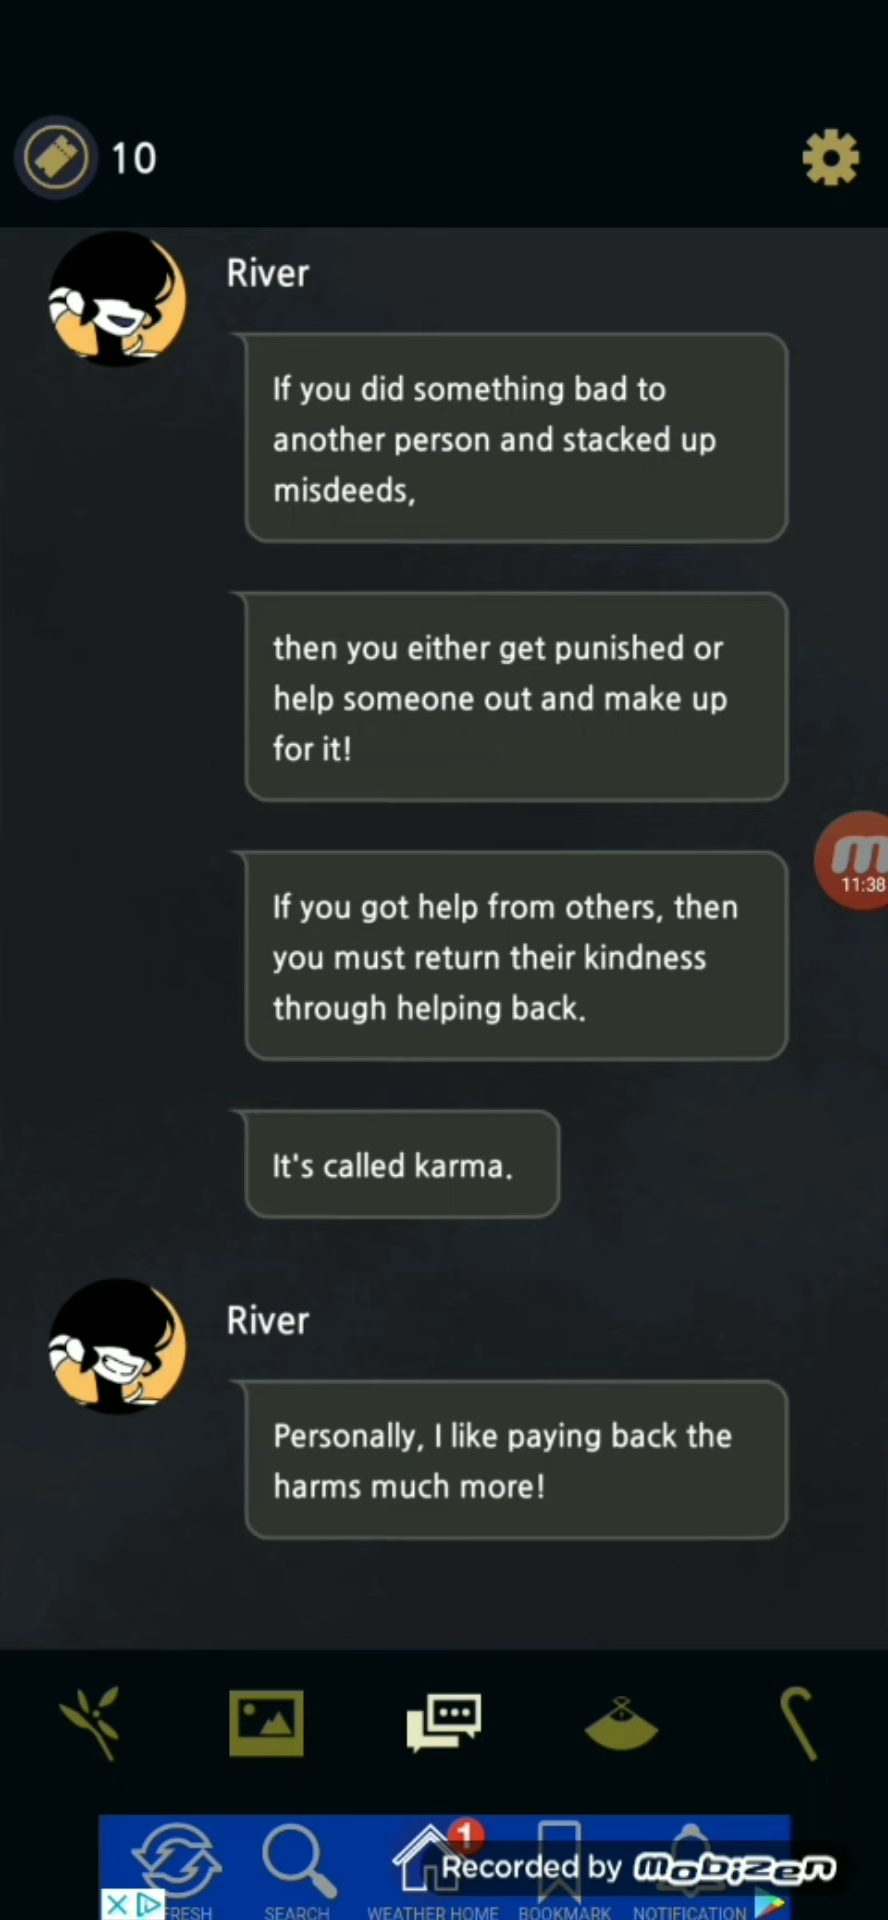 10
River
If you did something bad to
another person and stacked up
misdeeds,
then you either get punished or
help someone out and make up
for it!
If you got help from others, then
you must return their kindness
through helping back.
m
11:38
It's called karma.
River
Personally, I like paying back the
harms much more!
1
Recorded by mobizen
FRESH SEARCH WEATHER HOME BOOKMARK NOTIFICATION